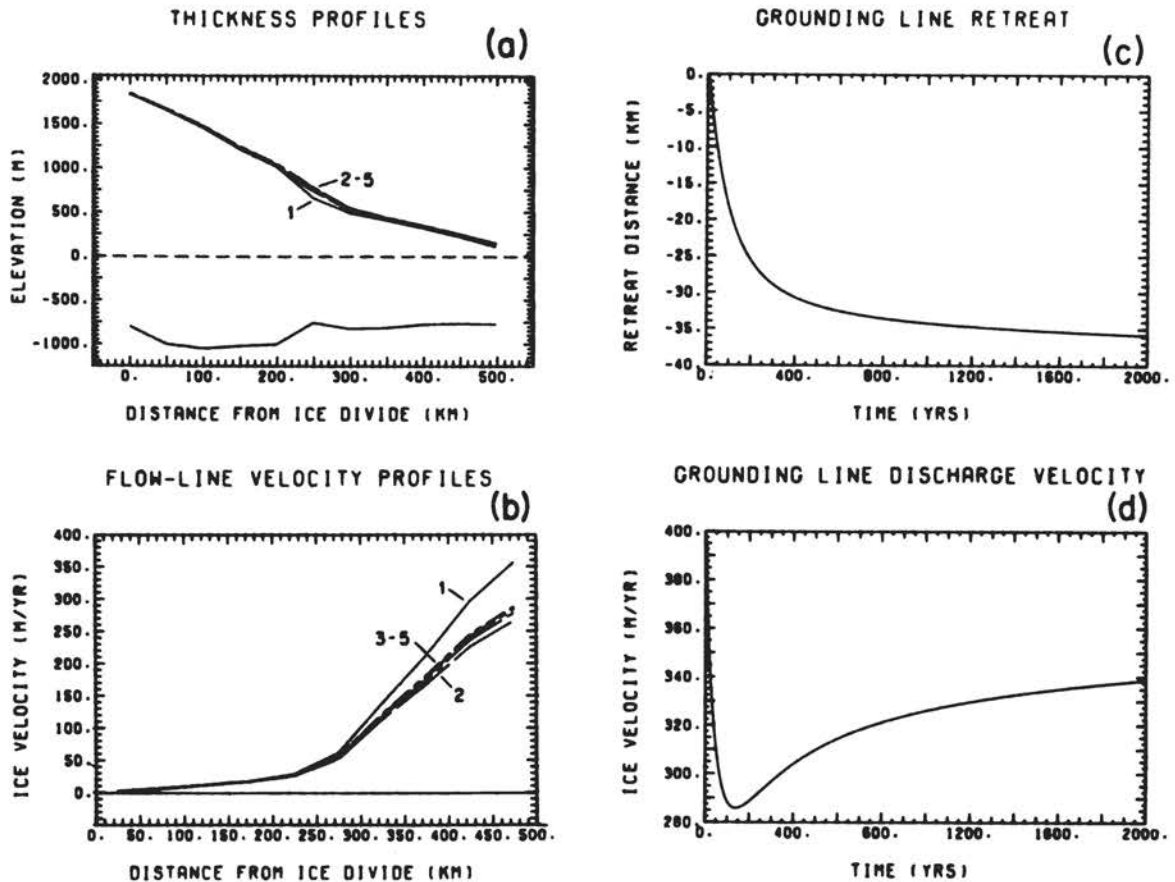 THICKNESS PROFILES
(a)
2000.
1500.
1000.
500.
0.
-500.
-1000.
ELEVATION (M)
2-5
1
0. 100. 200. 300. 400. 500.
DISTANCE FROM ICE DIVIDE (KM)
GROUNDING LINE RETREAT
(c)
0.
-5.
-10.
-15.
-20.
-25.
-30.
-35.
-40.
RETREAT DISTANCE (KM)
0. 400. 800. 1200. 1600. 2000.
TIME (YRS)
FLOW-LINE VELOCITY PROFILES
(b)
400.
350.
300.
250.
200.
150.
100.
50.
0.
ICE VELOCITY (M/YR)
1
3-5
2
0. 50. 100. 150. 200. 250. 300. 350. 400. 450. 500.
DISTANCE FROM ICE DIVIDE (KM)
GROUNDING LINE DISCHARGE VELOCITY
(d)
400.
380.
360.
340.
320.
300.
280.
ICE VELOCITY (M/YR)
0. 400. 800. 1200. 1600. 2000.
TIME (YRS)